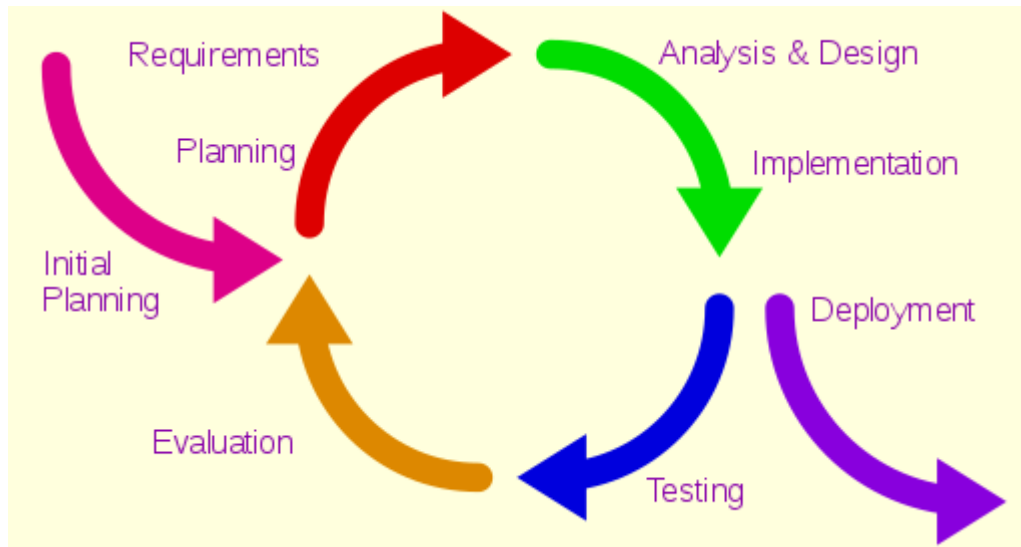 Requirements
Analysis & Design
Planning
Implementation
Initial
Planning
Deployment
Evaluation
Testing